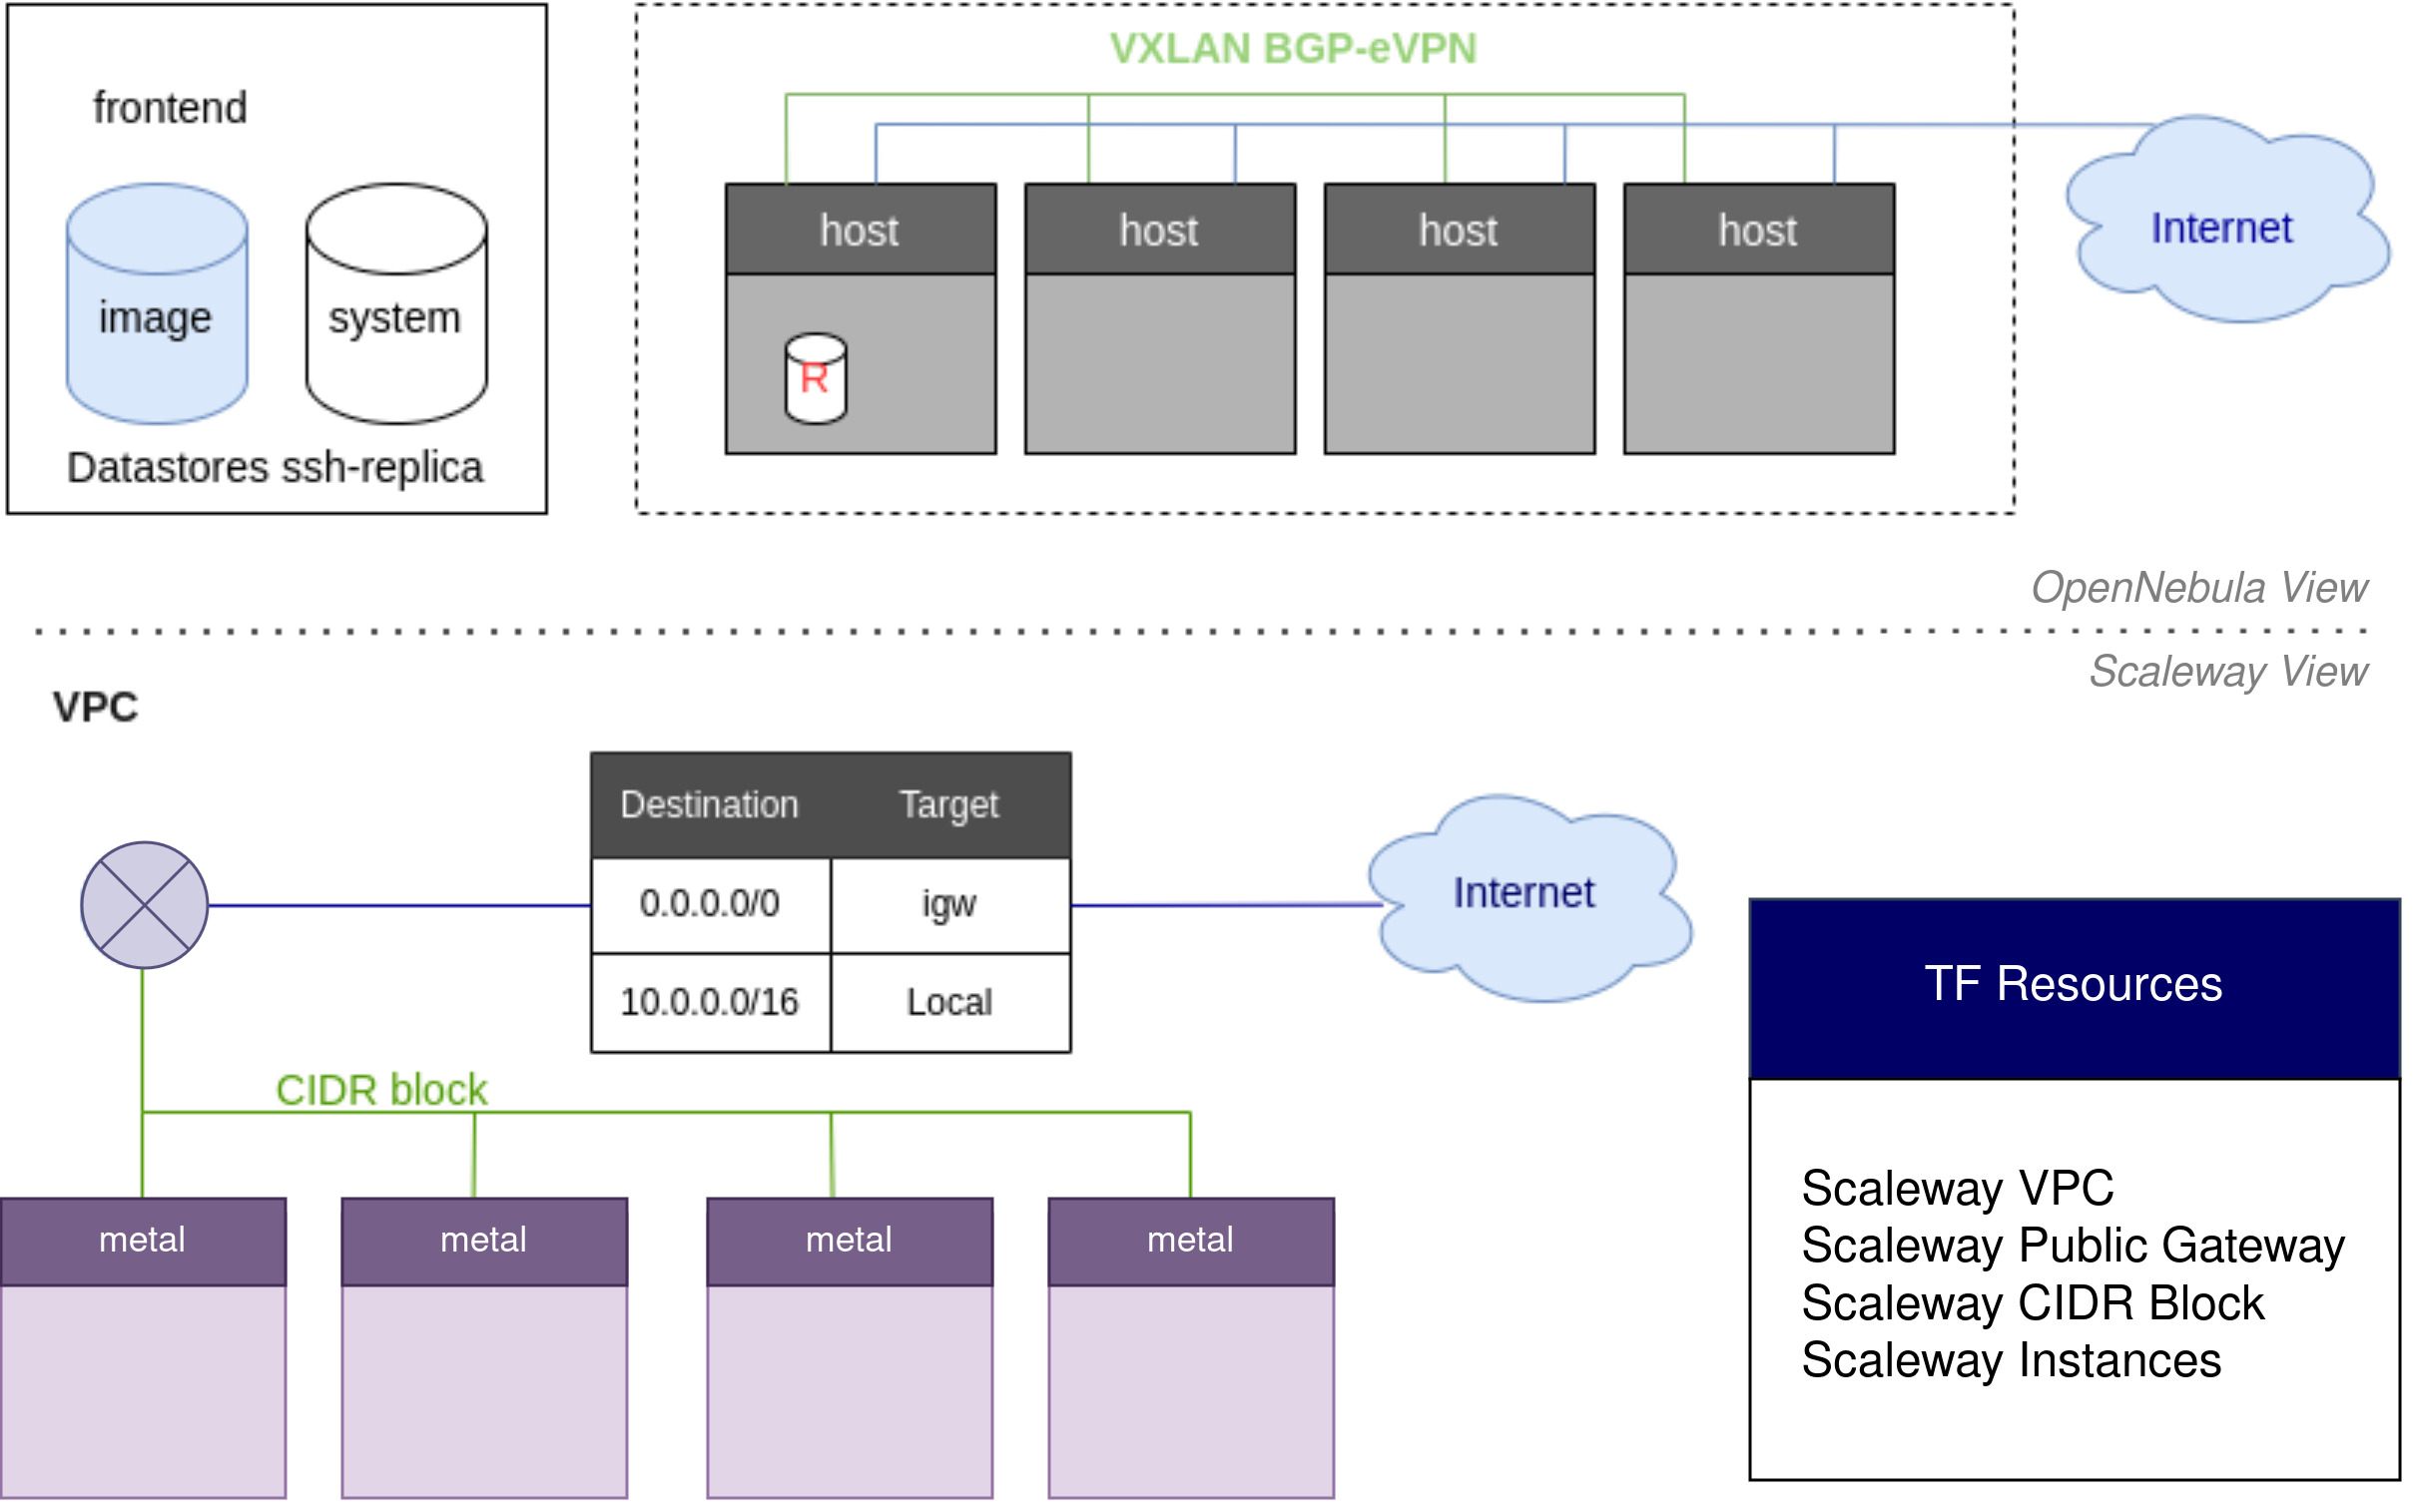 frontend
image
system
Datastores ssh-replica
VXLAN BGP-eVPN
host
host
host
host
R
Internet
OpenNebula View
Scaleway View
VPC
Destination Target
0.0.0.0/0 igw
10.0.0.0/16 Local
Internet
CIDR block
metal
metal
metal
metal
TF Resources
Scaleway VPC
Scaleway Public Gateway
Scaleway CIDR Block
Scaleway Instances